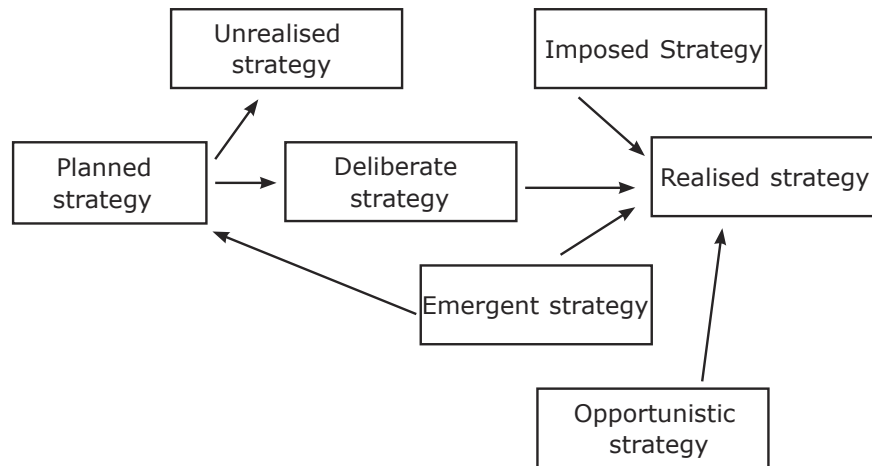 Unrealised
strategy
Imposed Strategy
Planned
strategy
Deliberate
strategy
Realised strategy
Emergent strategy
Opportunistic
strategy